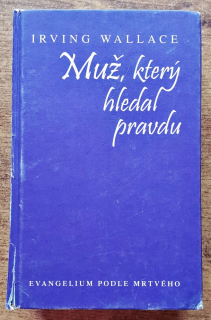 IRVING WALLACE
Muž, který
hledal
pravdu
EVANGELIUM PODLE MRTVÉHO